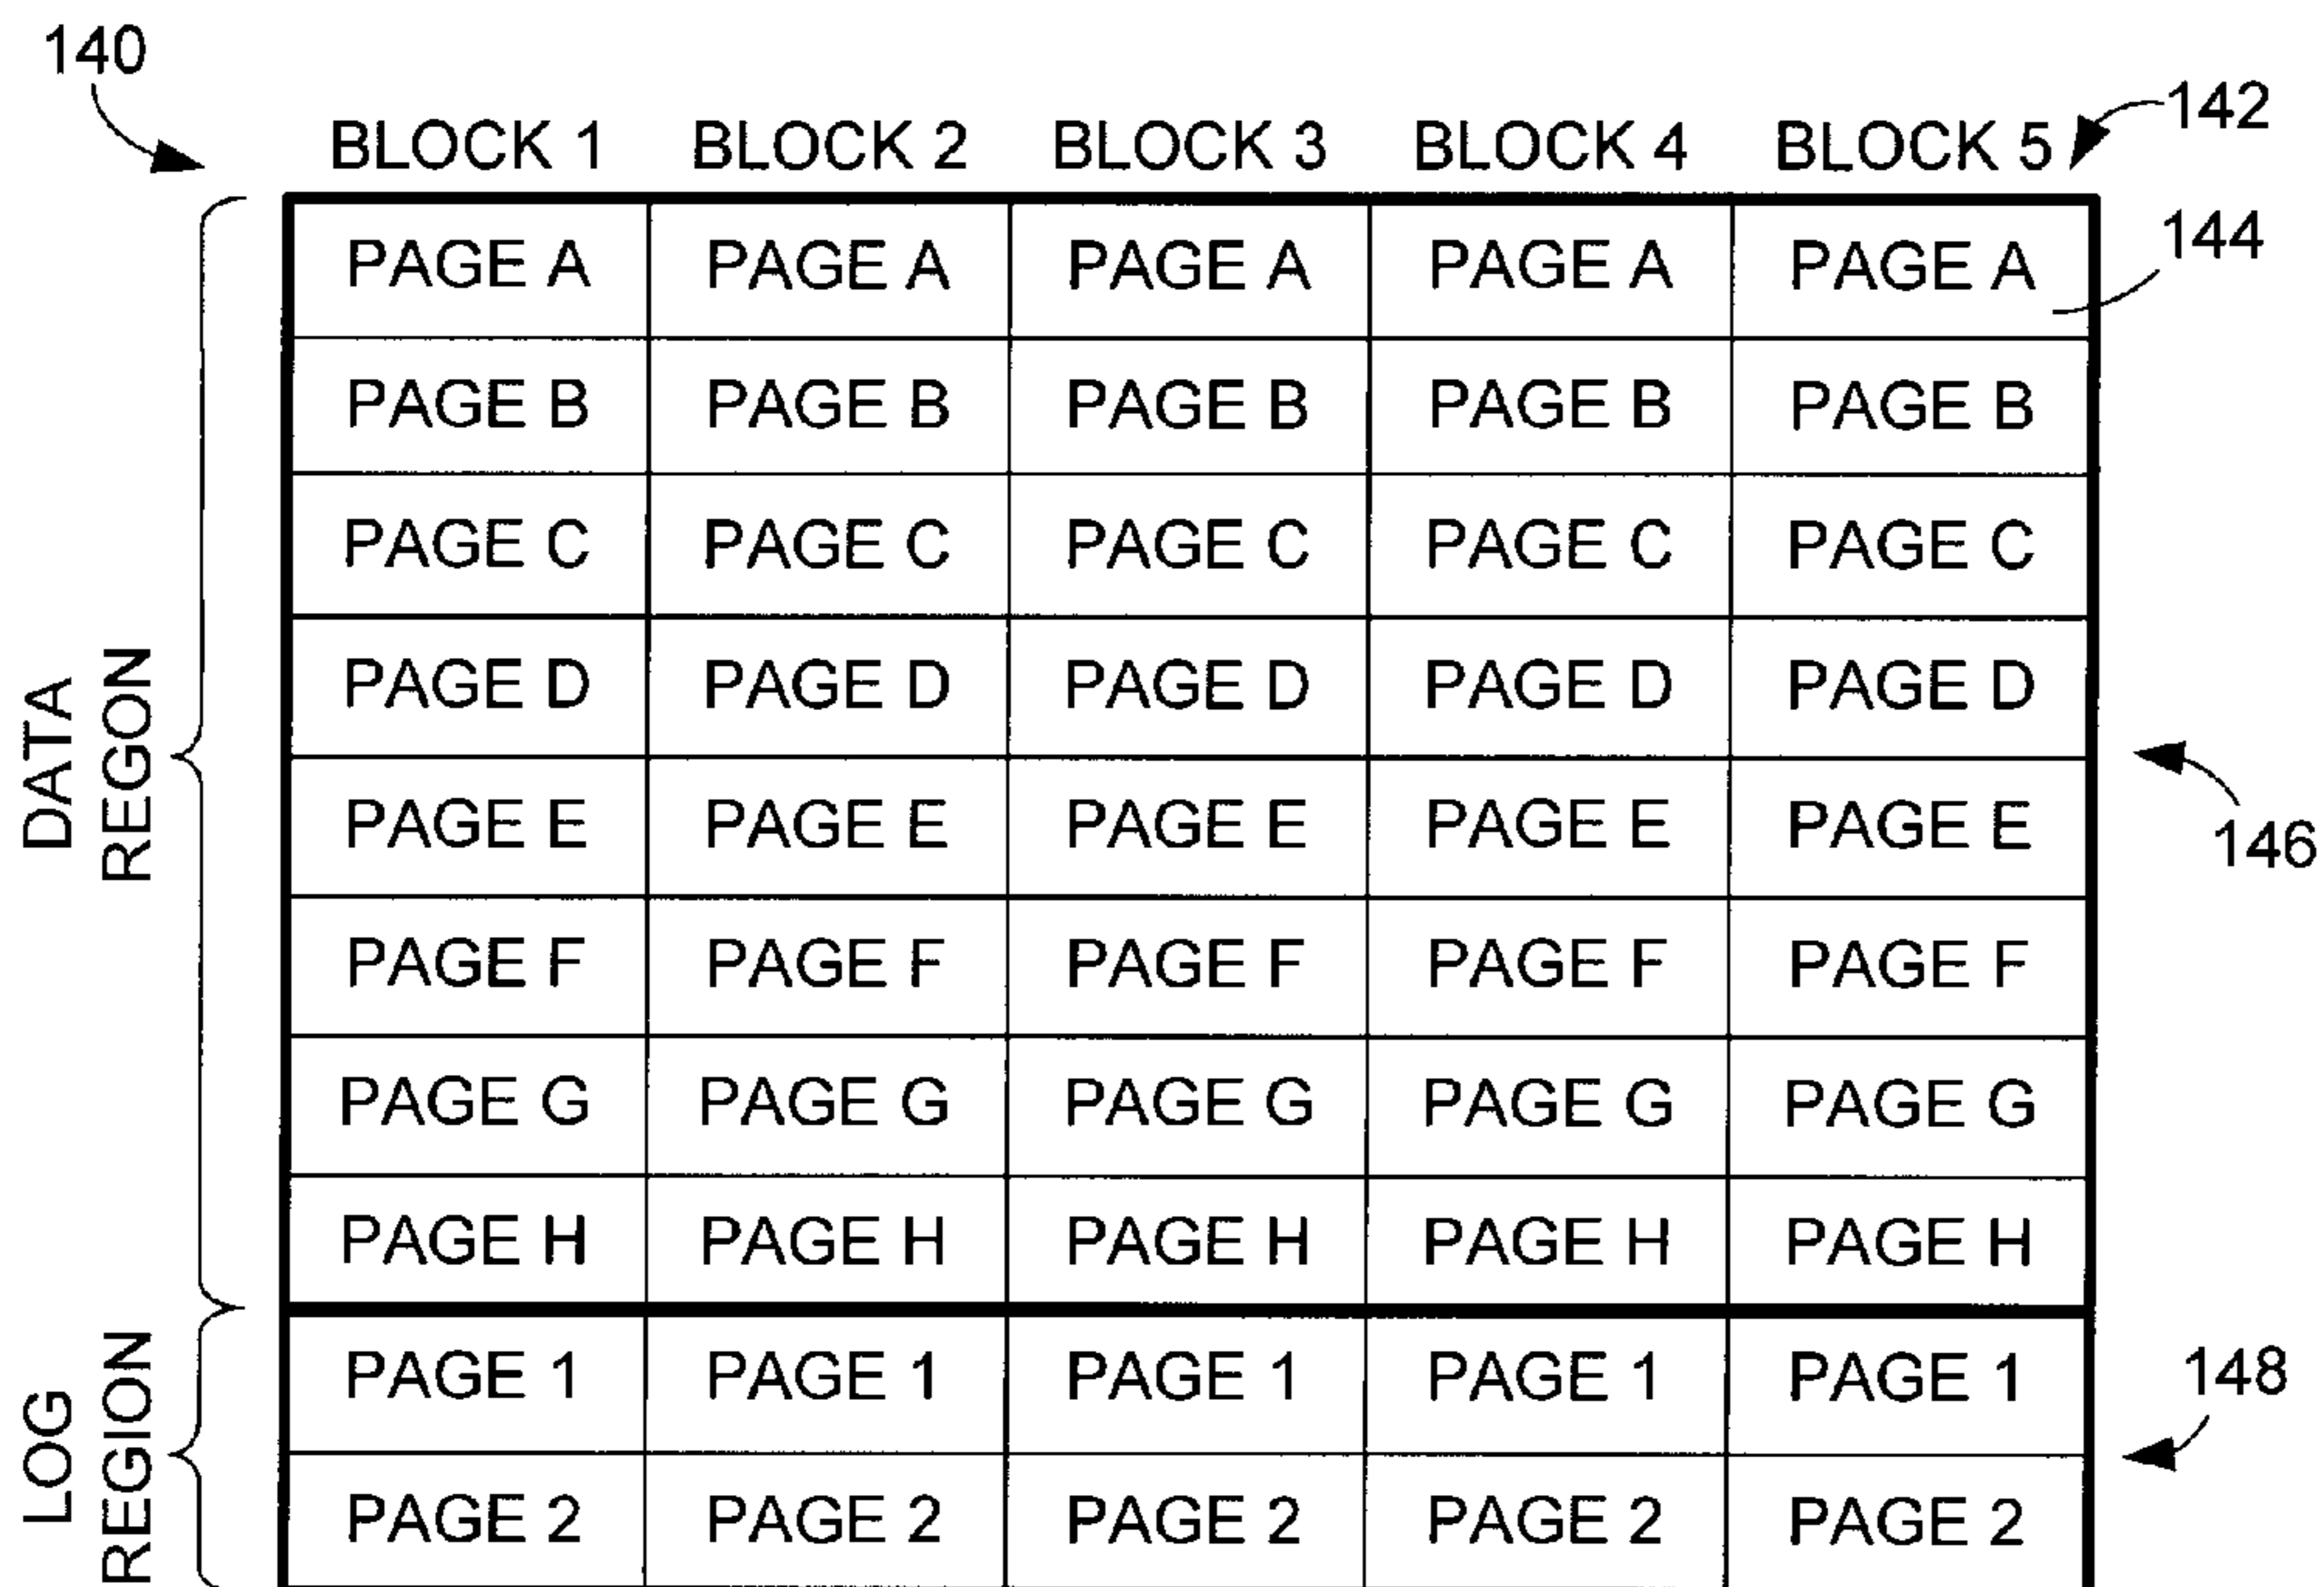 140
142
BLOCK 1 BLOCK 2 BLOCK 3 BLOCK 4 BLOCK 5
144
PAGE A PAGE A PAGE A PAGE A PAGE A
PAGE B PAGE B PAGE B PAGE B PAGE B
PAGE C PAGE C PAGE C PAGE C PAGE C
DATA
REGON
PAGE D PAGE D PAGE D PAGE D PAGE D
146
PAGE E PAGE E PAGE E PAGE E PAGE E
PAGE F PAGE F PAGE F PAGE F PAGE F
PAGE G PAGE G PAGE G PAGE G PAGE G
PAGE H PAGE H PAGE H PAGE H PAGE H
LOG
REGION
PAGE 1 PAGE 1 PAGE 1 PAGE 1 PAGE 1
148
PAGE 2 PAGE 2 PAGE 2 PAGE 2 PAGE 2